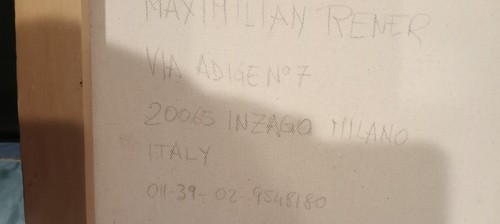 MAXIMILIAN RENER
VIA ADIGE N° 7
20065 INZAGO MILANO
ITALY
011-39-02-9548180